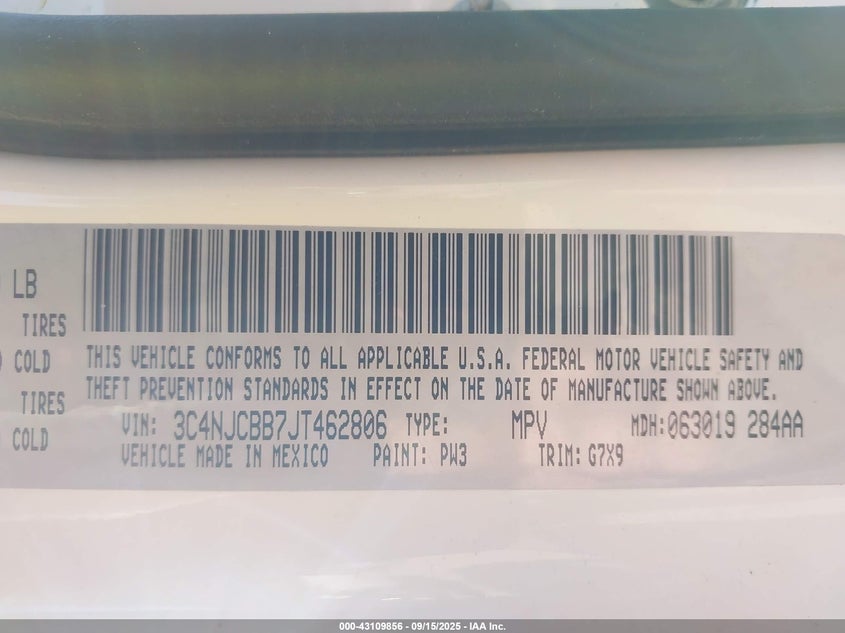 LB
TIRES
COLD
THIS VEHICLE CONFORMS TO ALL APPLICABLE U.S.A. FEDERAL MOTOR VEHICLE SAFETY AND
THEFT PREVENTION STANDARDS IN EFFECT ON THE DATE OF MANUFACTURE SHOWN ABOVE.
TIRES
VIN: 3C4NJCBB7JT462806 TYPE: MPV MDH:063019 284AA
COLD
VEHICLE MADE IN MEXICO PAINT: PW3 TRIM: G7X9
000-43109856 - 09/15/2025 - IAA Inc.